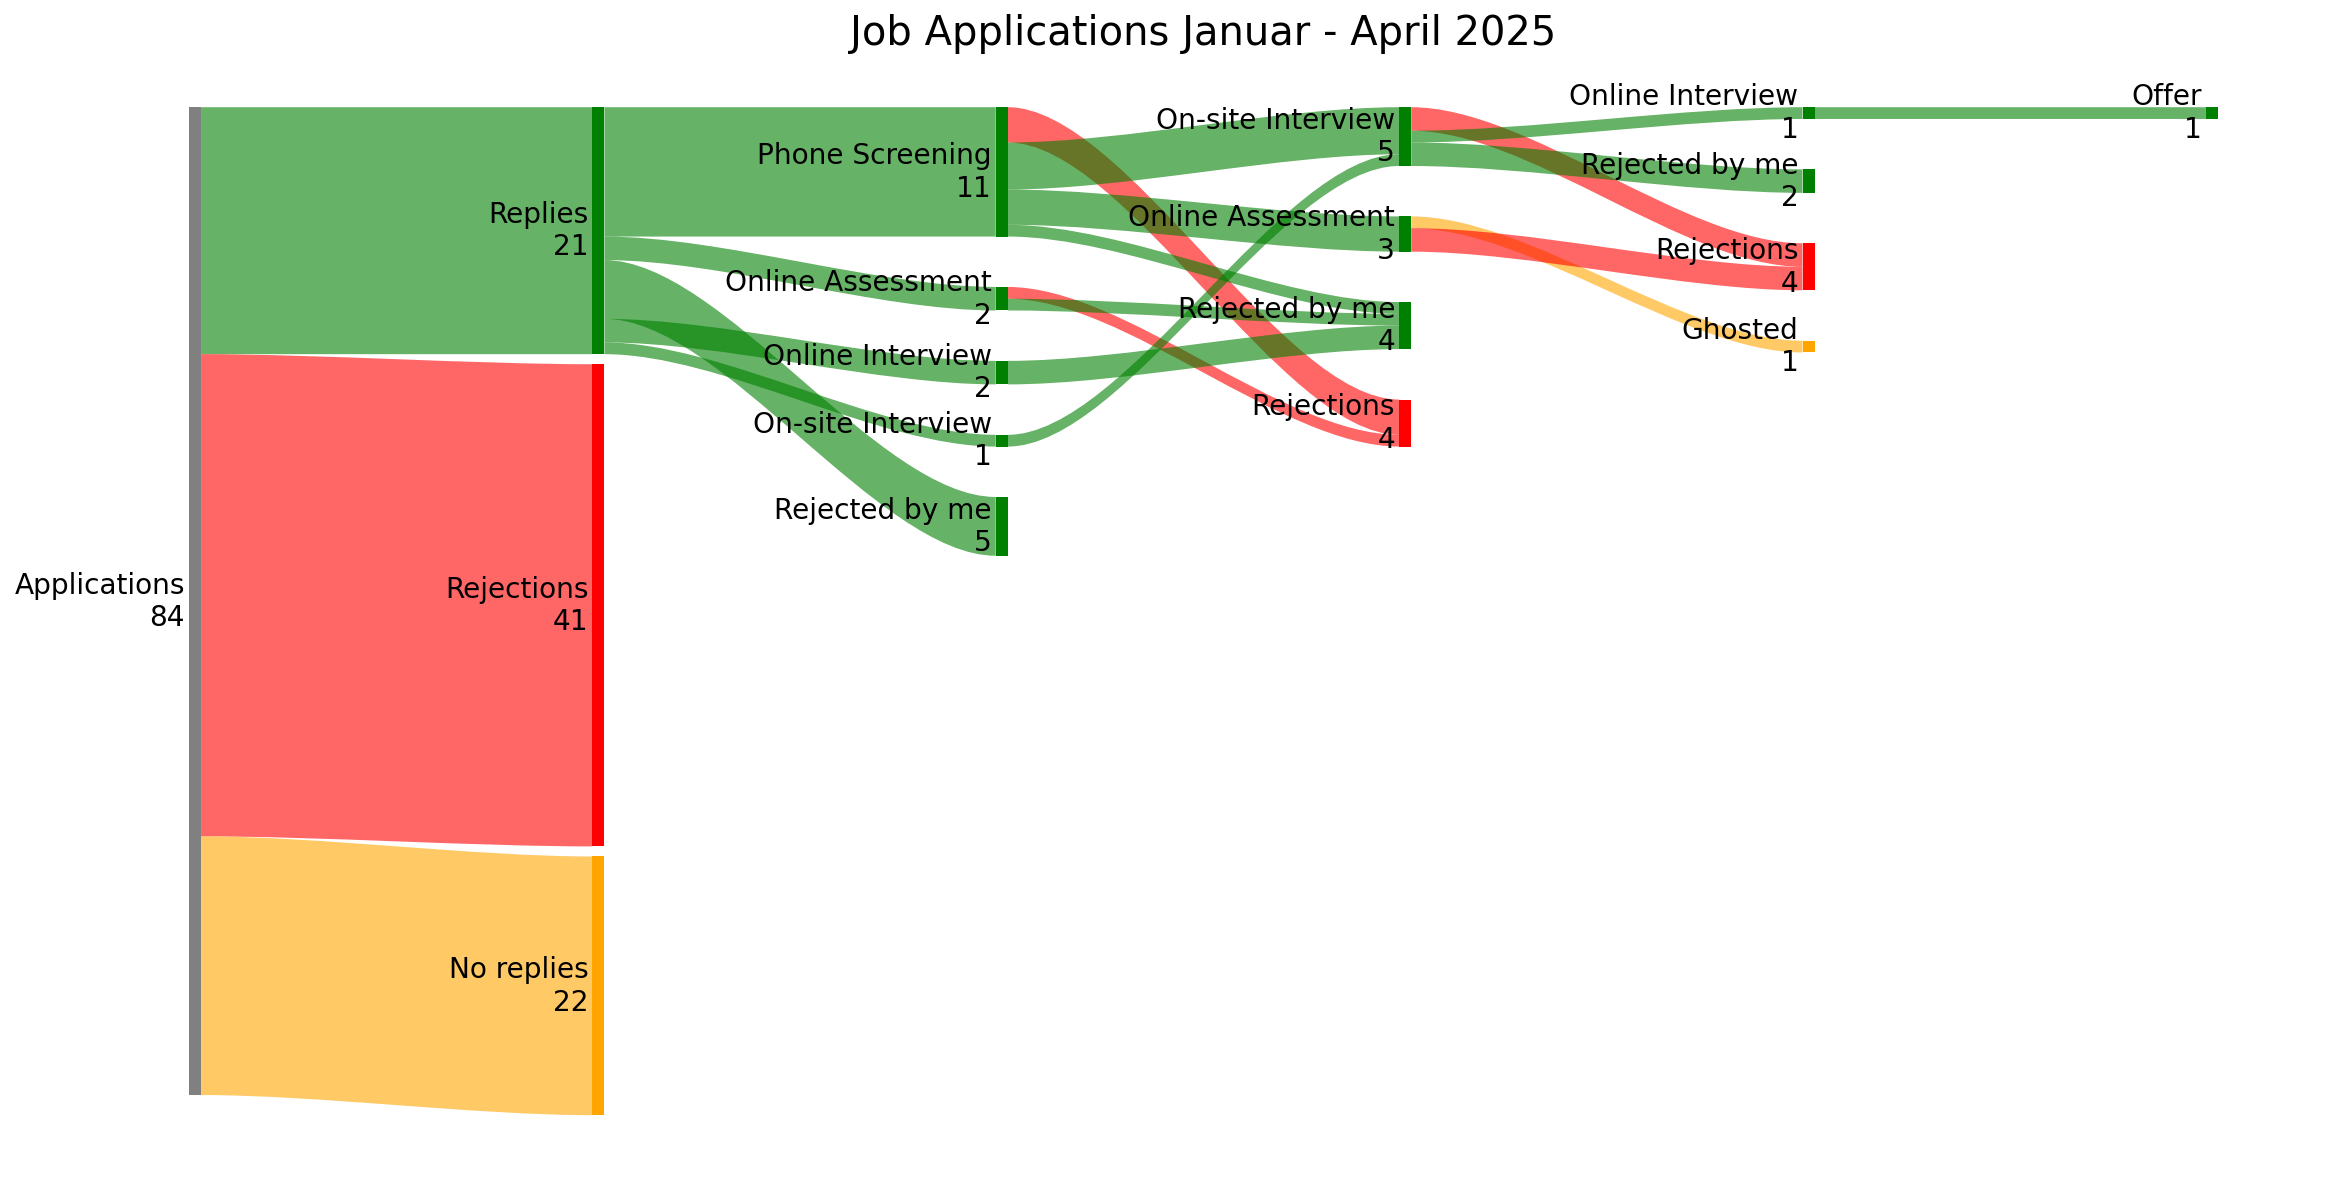 Job Applications Januar - April 2025
Applications
84
Replies
21
Rejections
41
No replies
22
Phone Screening
11
Online Assessment
2
Online Interview
2
On-site Interview
1
Rejected by me
5
On-site Interview
5
Online Assessment
3
Rejected by me
4
Rejections
4
Online Interview
1
Rejected by me
2
Rejections
4
Ghosted
1
Offer
1